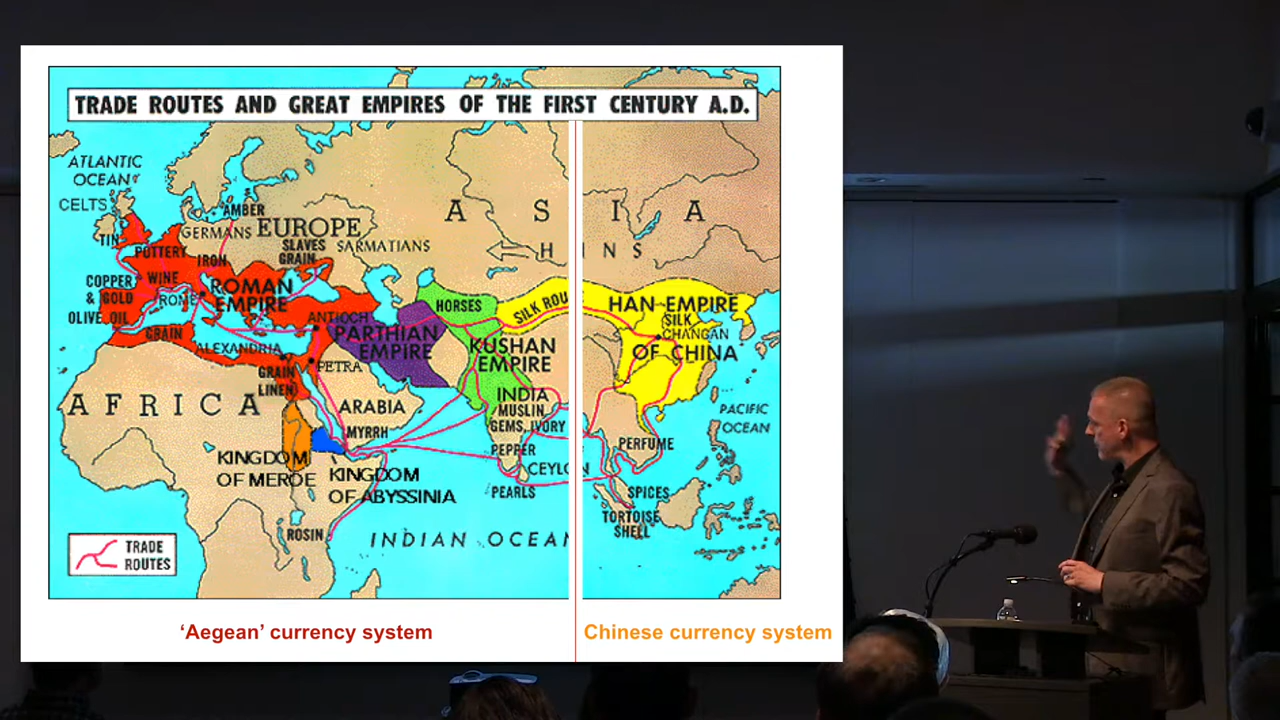 TRADE ROUTES AND GREAT EMPIRES OF THE FIRST CENTURY A.D.
ATLANTIC
OCEAN
CELTS
AMBER
GERMANS
EUROPE
ASIA
TIN
SLAVES
GRAIN
SARMATIANS
HUNS
POTTERY
IRON
COPPER
& GOLD
WINE
ROME
ROMAN
EMPIRE
OLIVE OIL
HORSES
SILK ROU
HAN EMPIRE
OF CHINA
SILK
CHANGAN
GRAIN
ANTIOCH
PARTHIAN
EMPIRE
KUSHAN
EMPIRE
ALEXANDRIA
PETRA
GRAIN
LINEN
AFRICA
ARABIA
INDIA
MUSLIN
GEMS, IVORY
PACIFIC
OCEAN
MYRRH
PEPPER
PERFUME
KINGDOM
OF MEROE
KINGDOM
OF ABYSSINIA
CEYLON
PEARLS
SPICES
TORTOISE
SHELL
ROSIN
INDIAN OCEAN
TRADE
ROUTES
‘Aegean’ currency system
Chinese currency system